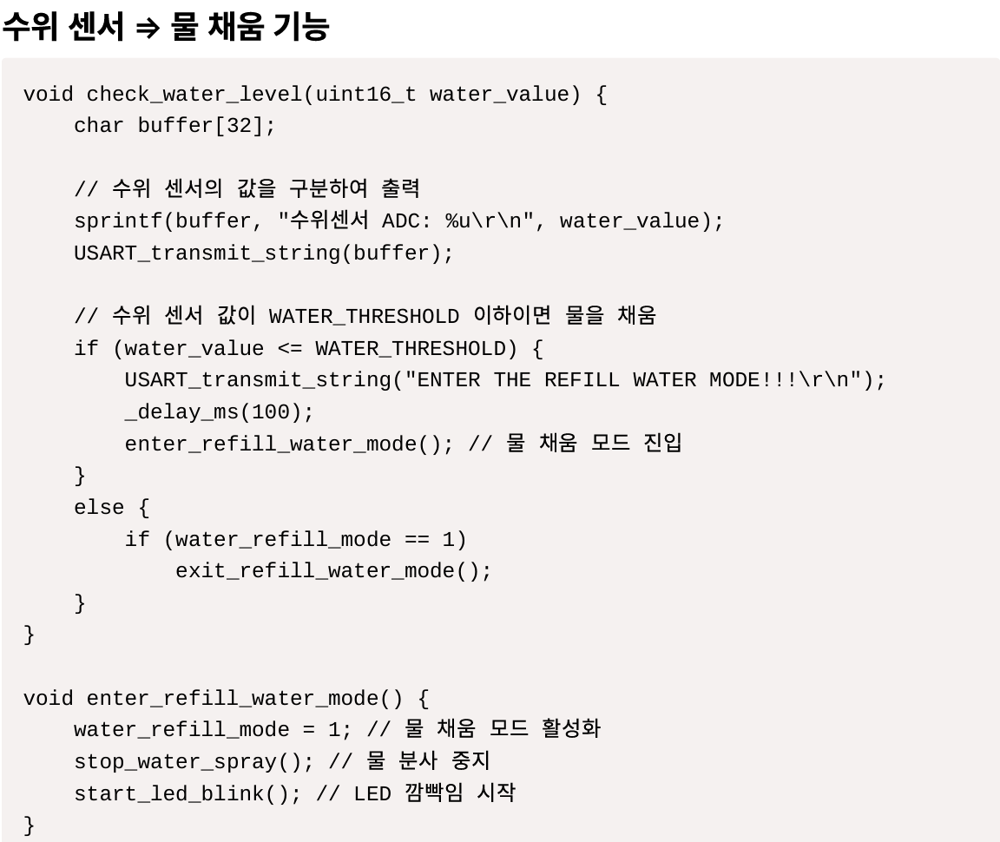 수위 센서 ⇒ 물 채움 기능
void check_water_level(uint16_t water_value) {
    char buffer[32];

    // 수위 센서의 값을 구분하여 출력
    sprintf(buffer, "수위센서 ADC: %u\r\n", water_value);
    USART_transmit_string(buffer);

    // 수위 센서 값이 WATER_THRESHOLD 이하이면 물을 채움
    if (water_value <= WATER_THRESHOLD) {
        USART_transmit_string("ENTER THE REFILL WATER MODE!!!\r\n");
        _delay_ms(100);
        enter_refill_water_mode(); // 물 채움 모드 진입
    }
    else {
        if (water_refill_mode == 1)
            exit_refill_water_mode();
    }
}

void enter_refill_water_mode() {
    water_refill_mode = 1; // 물 채움 모드 활성화
    stop_water_spray(); // 물 분사 중지
    start_led_blink(); // LED 깜빡임 시작
}